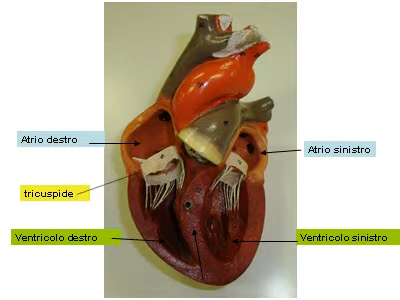 Atrio destro
Atrio sinistro
tricuspide
Ventricolo destro
Ventricolo sinistro